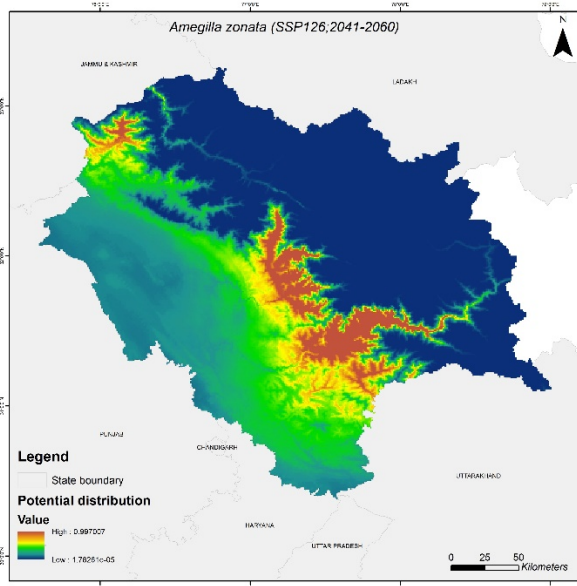 Amegilla zonata (SSP126;2041-2060)
N
JAMMU & KASHMIR
LADAKH
PUNJAB
CHANDIGARH
UTTARAKHAND
HARYANA
UTTAR PRADESH
Legend
State boundary
Potential distribution
Value
High : 0.997007
Low : 1.78261e-05
0 25 50
Kilometers